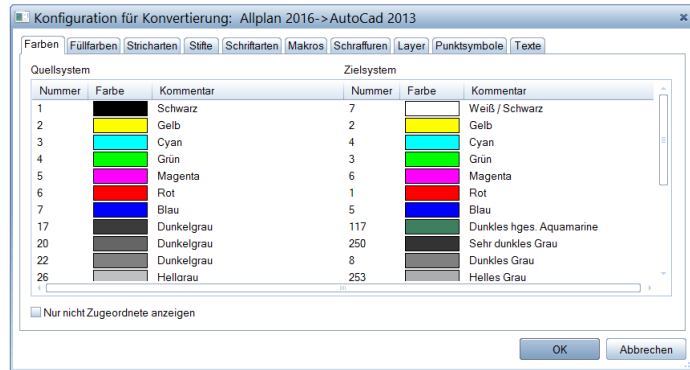 Konfiguration für Konvertierung: Allplan 2016->AutoCad 2013
Farben Füllfarben Stricharten Stifte Schriftarten Makros Schraffuren Layer Punktsymbole Texte
Quellsystem Zielsystem
Nummer Farbe Kommentar Nummer Farbe Kommentar
1 Schwarz 7 Weiß / Schwarz
2 Gelb 2 Gelb
3 Cyan 4 Cyan
4 Grün 3 Grün
5 Magenta 6 Magenta
6 Rot 1 Rot
7 Blau 5 Blau
17 Dunkelgrau 117 Dunkles hges. Aquamarine
20 Dunkelgrau 250 Sehr dunkles Grau
22 Dunkelgrau 8 Dunkles Grau
26 Hellgrau 253 Helles Grau
Nur nicht Zugeordnete anzeigen
OK Abbrechen